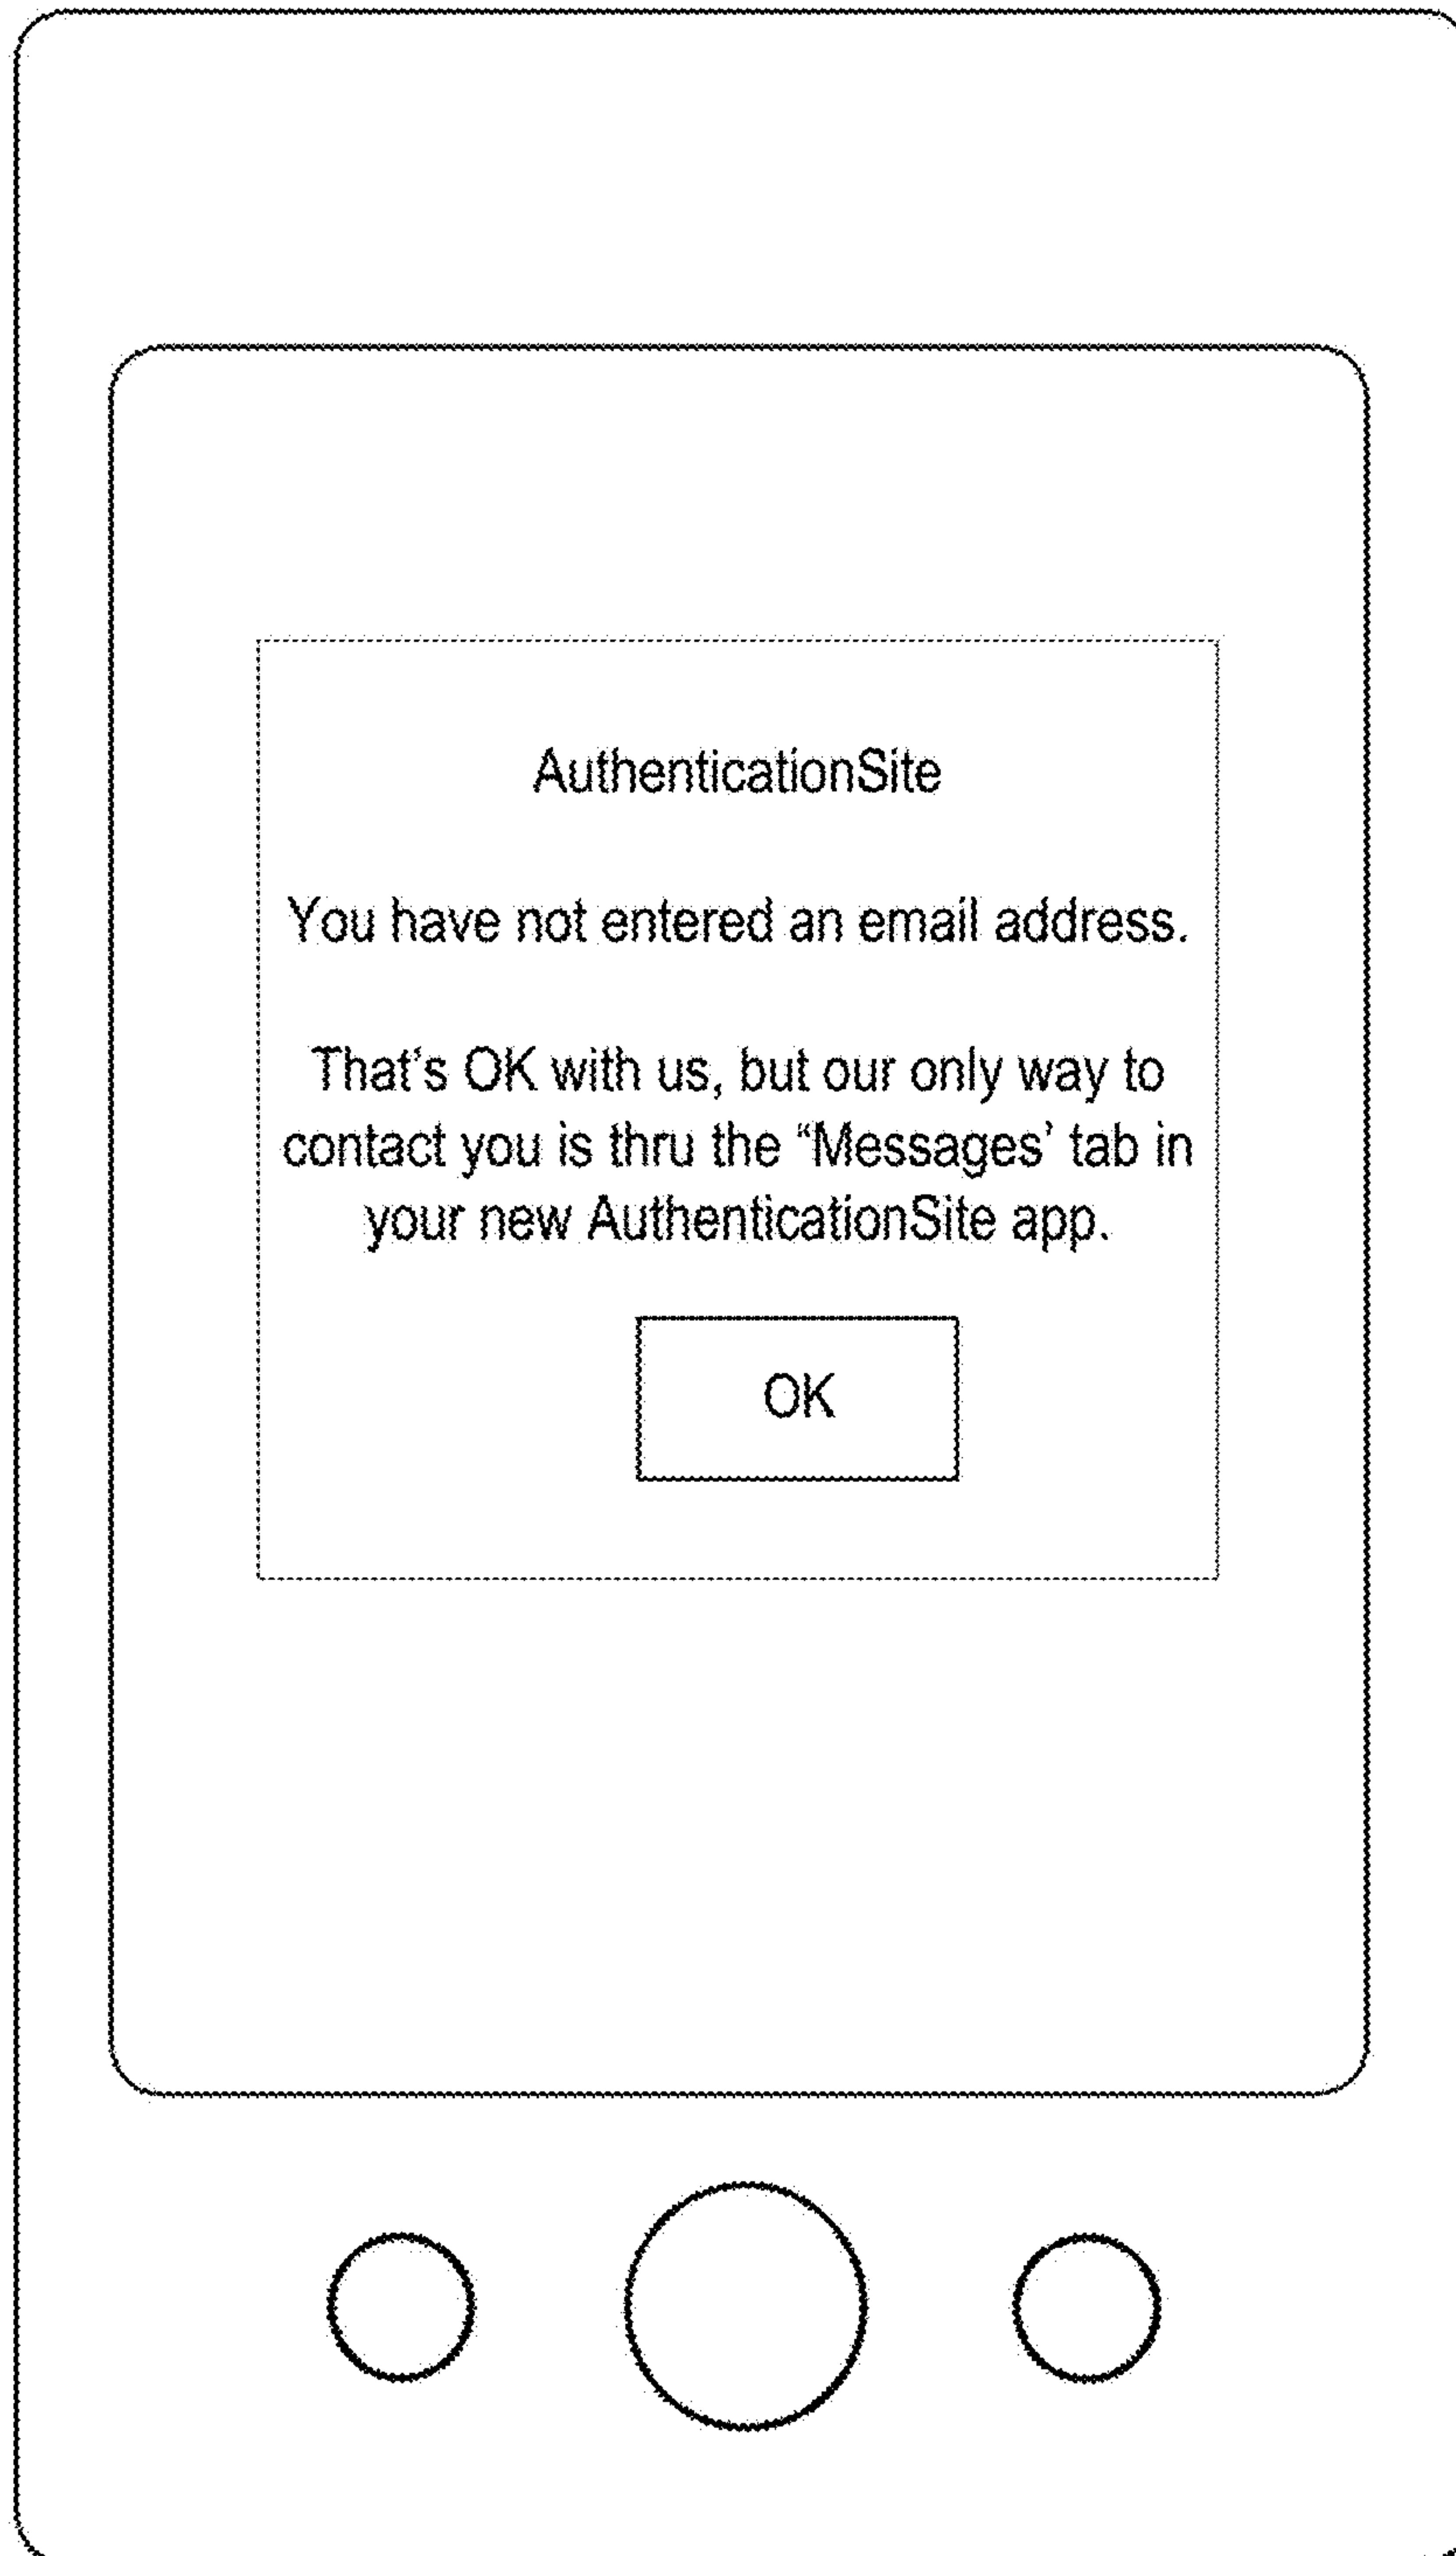 AuthenticationSite
You have not entered an email address.
That's OK with us, but our only way to
contact you is thru the “Messages’ tab in
your new AuthenticationSite app.
OK